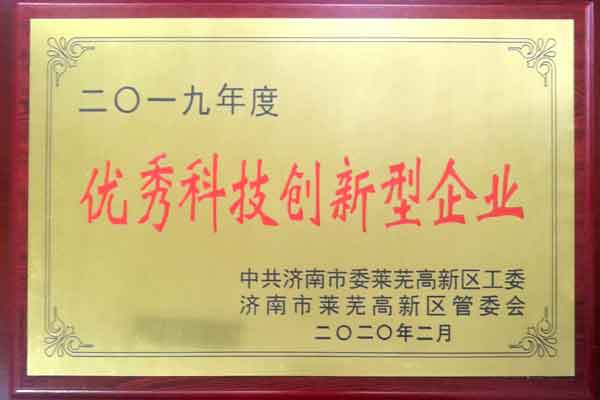 二〇一九年度
优秀科技创新型企业
中共济南市委莱芜高新区工委
济南市莱芜高新区管委会
二〇二〇年二月